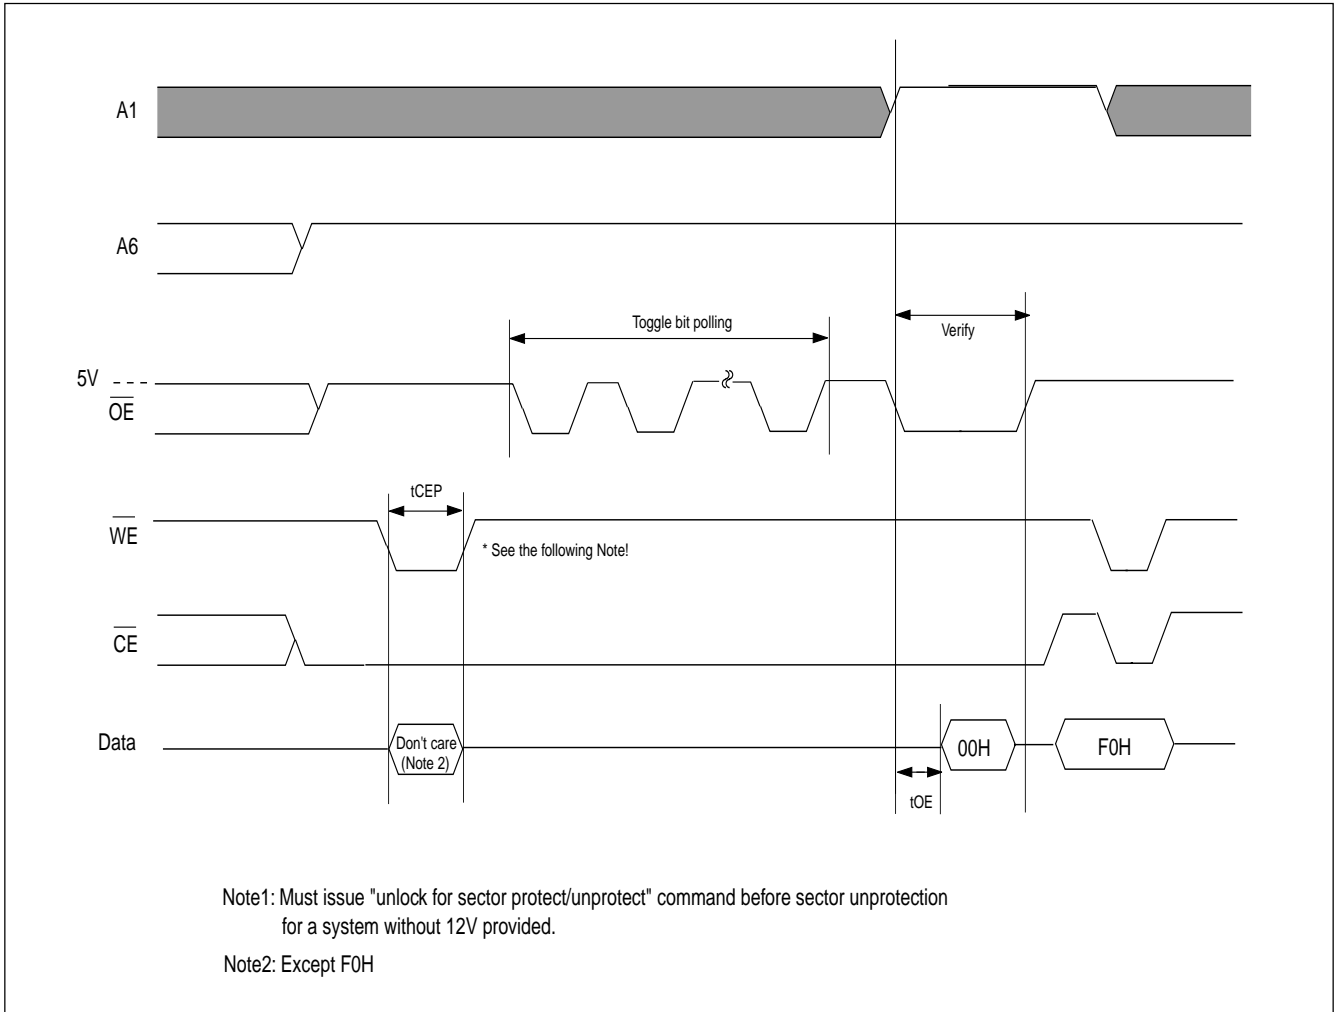 A1
A6
Toggle bit polling
Verify
5V
OE
tCEP
WE
* See the following Note!
CE
Data
Don't care
(Note 2)
00H
F0H
tOE
Note1: Must issue "unlock for sector protect/unprotect" command before sector unprotection
for a system without 12V provided.
Note2: Except F0H